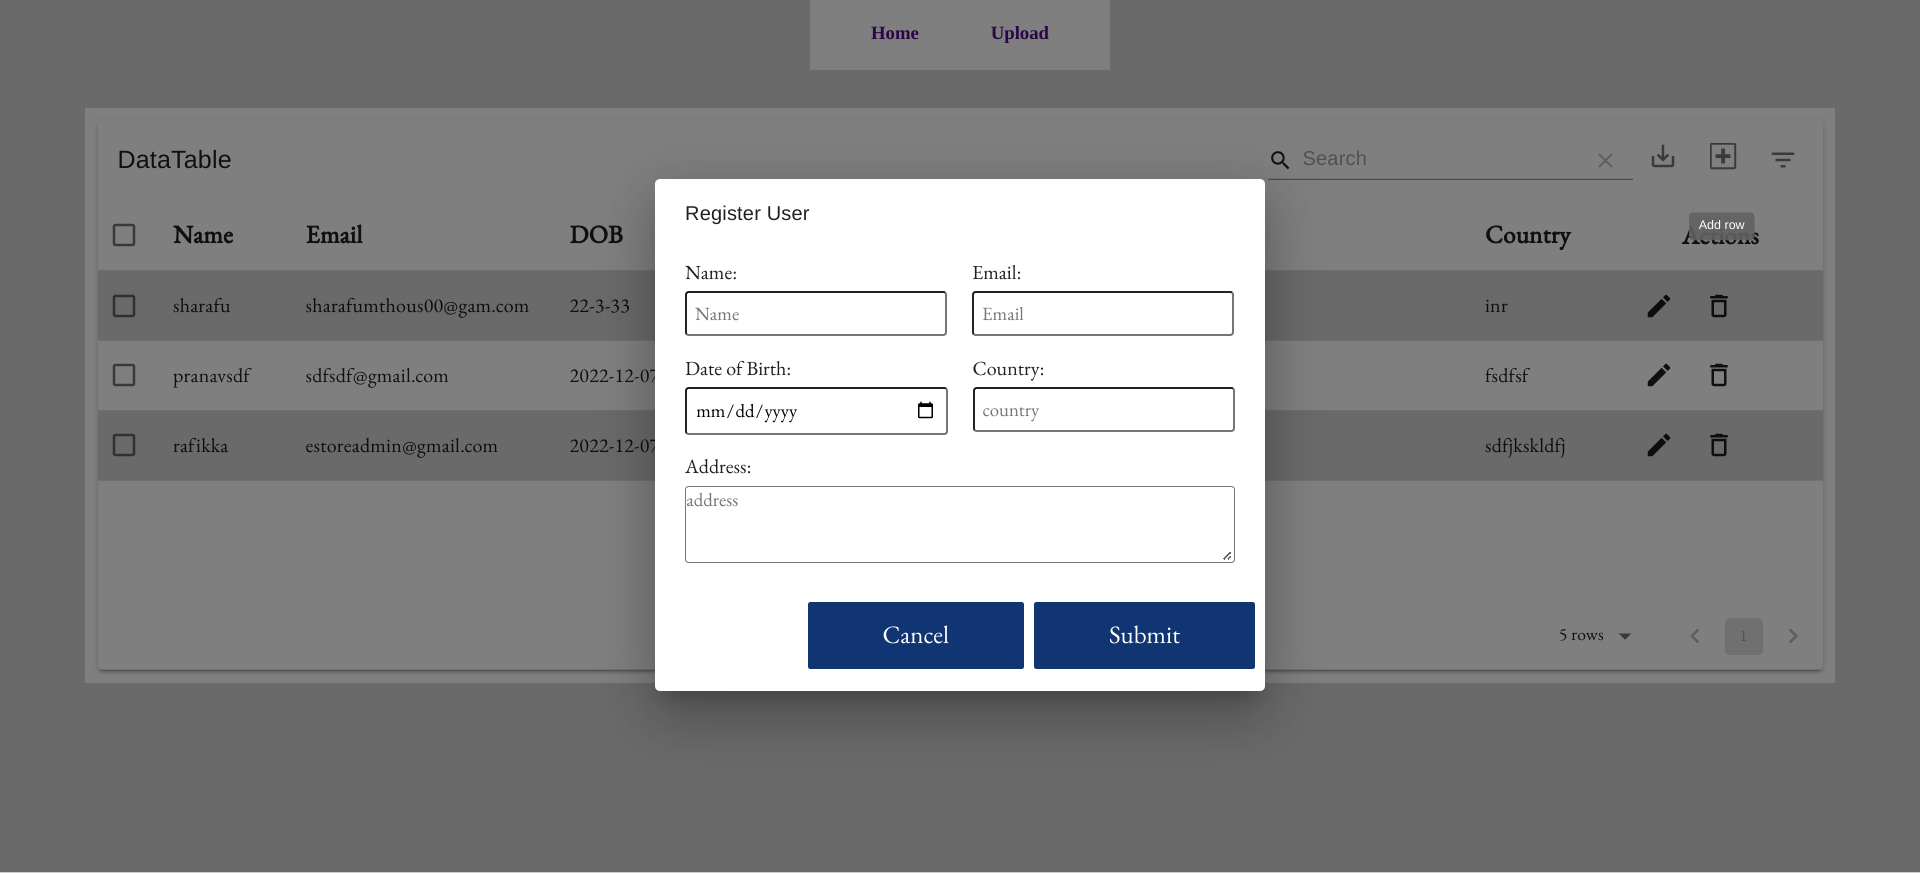 Home Upload
DataTable
Search
Add row
Name Email DOB Country Actions
sharafu sharafumthous00@gam.com 22-3-33 inr
pranavsdf sdfsdf@gmail.com 2022-12-07 fsdfsf
rafikka estoreadmin@gmail.com 2022-12-07 sdfjkskldfj
5 rows 1
Register User
Name: Email:
Name Email
Date of Birth: Country:
mm/dd/yyyy country
Address:
address
Cancel Submit